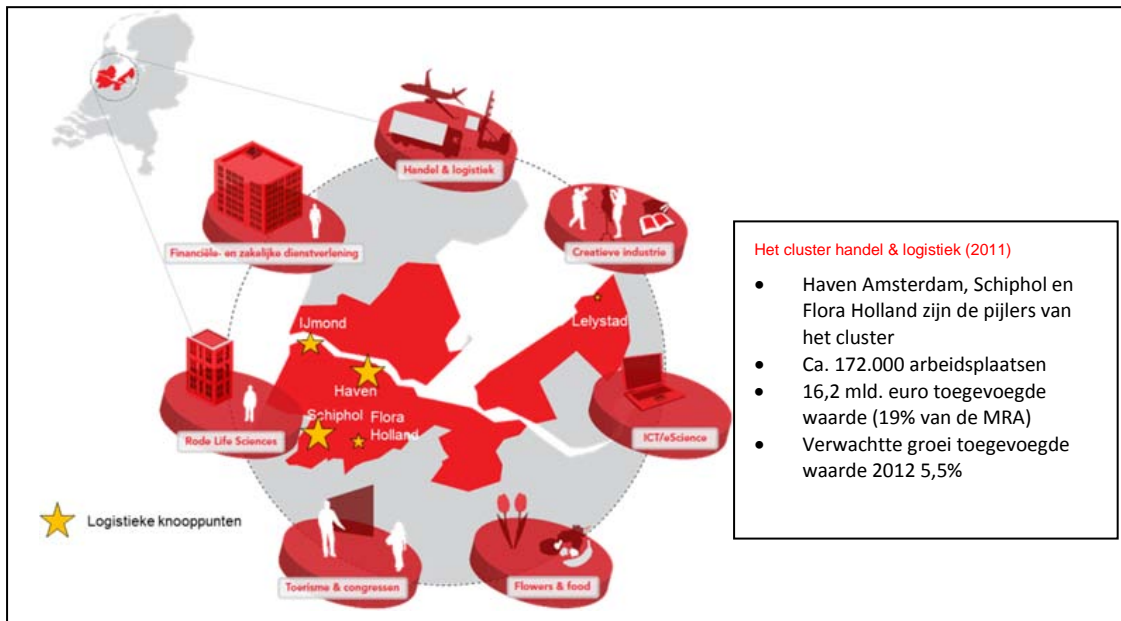 Handel & logistiek
Financiële- en zakelijke dienstverlening
Creatieve industrie
IJmond
Lelystad
Haven
Schiphol
Flora
Holland
Rode Life Sciences
ICT/eScience
Logistieke knooppunten
Toerisme & congressen
Flowers & food
Het cluster handel & logistiek (2011)
• Haven Amsterdam, Schiphol en
Flora Holland zijn de pijlers van
het cluster
• Ca. 172.000 arbeidsplaatsen
• 16,2 mld. euro toegevoegde
waarde (19% van de MRA)
• Verwachtte groei toegevoegde
waarde 2012 5,5%